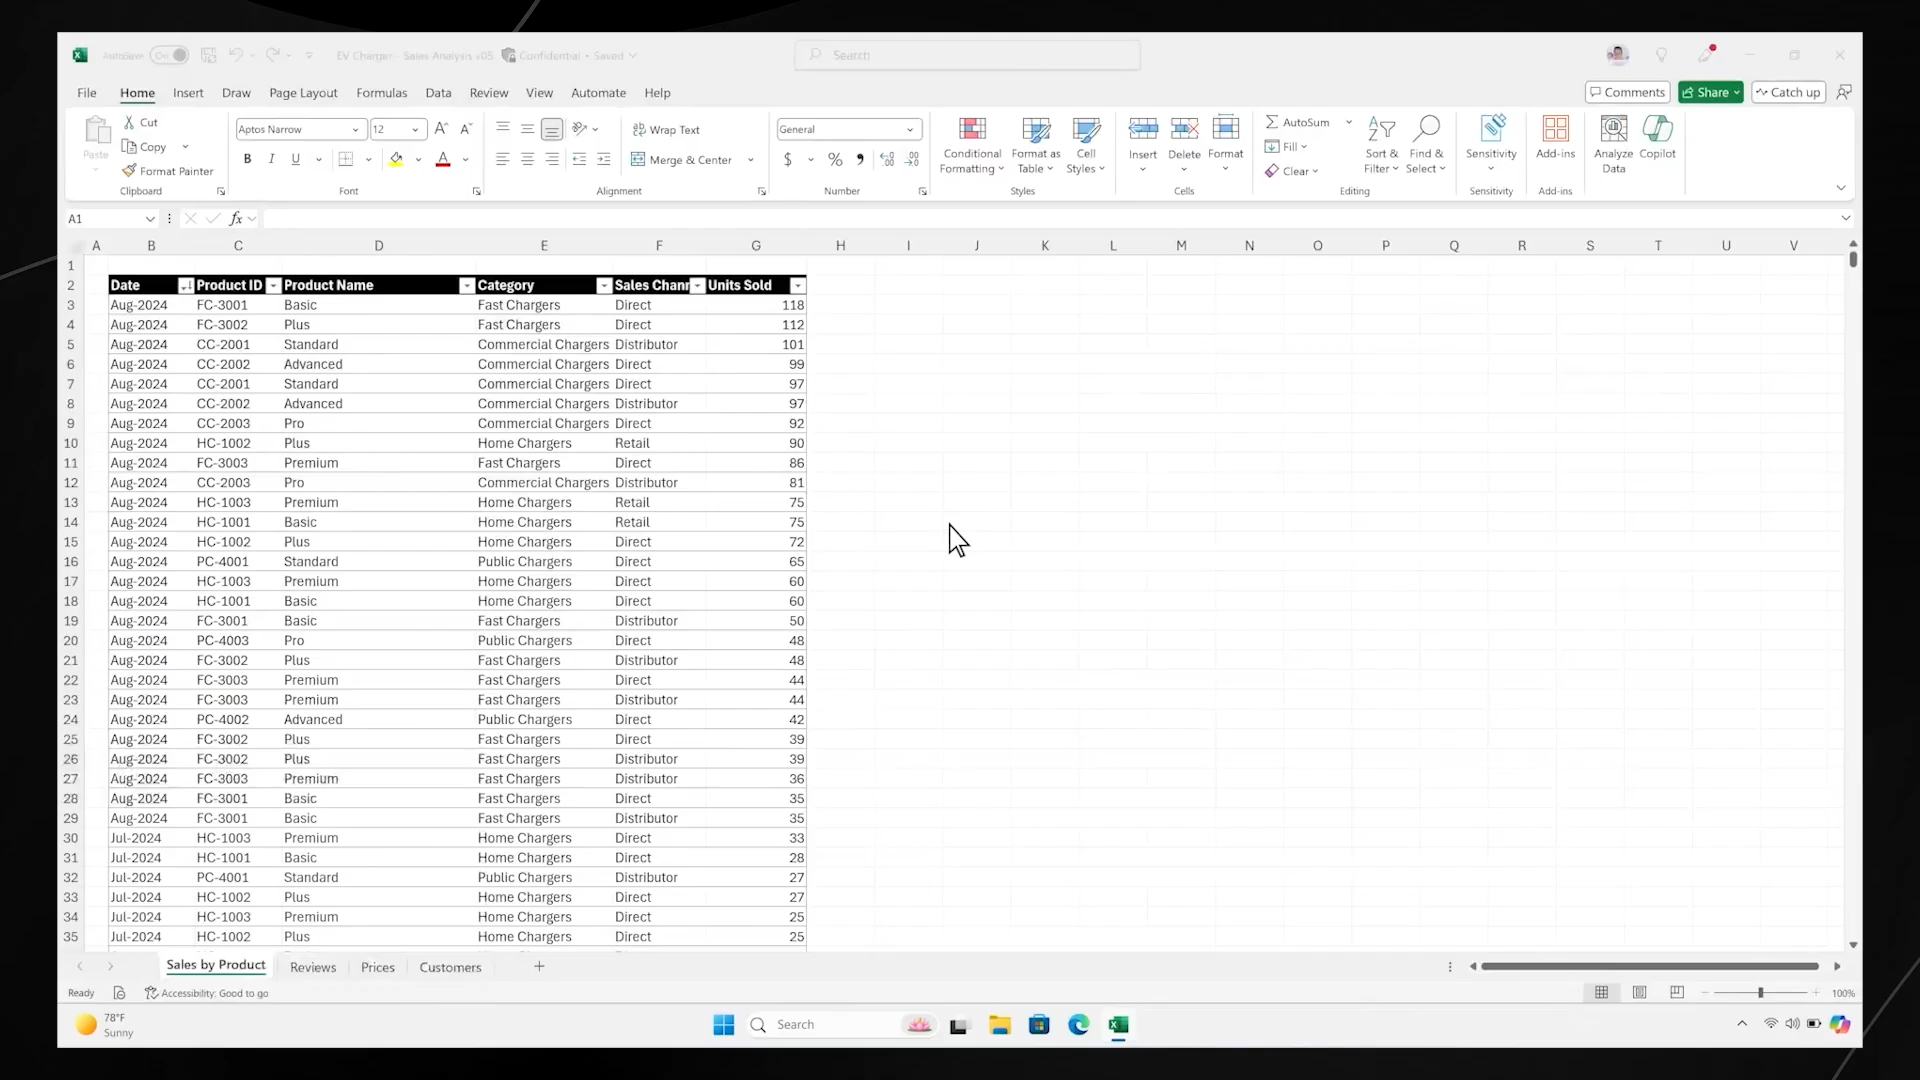 AutoSave On EV Charger - Sales Analysis v05 Confidential • Saved Search
File Home Insert Draw Page Layout Formulas Data Review View Automate Help Comments Share Catch up
Paste Cut Copy Format Painter Clipboard
Aptos Narrow 12 B I U A Font
Wrap Text Merge & Center Alignment
General $ % Number
Conditional Formatting Format as Table Cell Styles Styles
Insert Delete Format Cells
AutoSum Fill Clear Sort & Filter Find & Select Editing
Sensitivity Sensitivity
Add-ins Add-ins
Analyze Data Copilot
A1 fx
A B C D E F G H I J K L M N O P Q R S T U V
1
2 Date Product ID Product Name Category Sales Chann Units Sold
3 Aug-2024 FC-3001 Basic Fast Chargers Direct 118
4 Aug-2024 FC-3002 Plus Fast Chargers Direct 112
5 Aug-2024 CC-2001 Standard Commercial Chargers Distributor 101
6 Aug-2024 CC-2002 Advanced Commercial Chargers Direct 99
7 Aug-2024 CC-2001 Standard Commercial Chargers Direct 97
8 Aug-2024 CC-2002 Advanced Commercial Chargers Distributor 97
9 Aug-2024 CC-2003 Pro Commercial Chargers Direct 92
10 Aug-2024 HC-1002 Plus Home Chargers Retail 90
11 Aug-2024 FC-3003 Premium Fast Chargers Direct 86
12 Aug-2024 CC-2003 Pro Commercial Chargers Distributor 81
13 Aug-2024 HC-1003 Premium Home Chargers Retail 75
14 Aug-2024 HC-1001 Basic Home Chargers Retail 75
15 Aug-2024 HC-1002 Plus Home Chargers Direct 72
16 Aug-2024 PC-4001 Standard Public Chargers Direct 65
17 Aug-2024 HC-1003 Premium Home Chargers Direct 60
18 Aug-2024 HC-1001 Basic Home Chargers Direct 60
19 Aug-2024 FC-3001 Basic Fast Chargers Distributor 50
20 Aug-2024 PC-4003 Pro Public Chargers Direct 48
21 Aug-2024 FC-3002 Plus Fast Chargers Distributor 48
22 Aug-2024 FC-3003 Premium Fast Chargers Direct 44
23 Aug-2024 FC-3003 Premium Fast Chargers Distributor 44
24 Aug-2024 PC-4002 Advanced Public Chargers Direct 42
25 Aug-2024 FC-3002 Plus Fast Chargers Direct 39
26 Aug-2024 FC-3002 Plus Fast Chargers Distributor 39
27 Aug-2024 FC-3003 Premium Fast Chargers Distributor 36
28 Aug-2024 FC-3001 Basic Fast Chargers Direct 35
29 Aug-2024 FC-3001 Basic Fast Chargers Distributor 35
30 Jul-2024 HC-1003 Premium Home Chargers Direct 33
31 Jul-2024 HC-1001 Basic Home Chargers Direct 28
32 Jul-2024 PC-4001 Standard Public Chargers Distributor 27
33 Jul-2024 HC-1002 Plus Home Chargers Direct 27
34 Jul-2024 HC-1003 Premium Home Chargers Direct 25
35 Jul-2024 HC-1002 Plus Home Chargers Direct 25
Sales by Product Reviews Prices Customers
Ready Accessibility: Good to go 100%
78°F
Sunny
Search